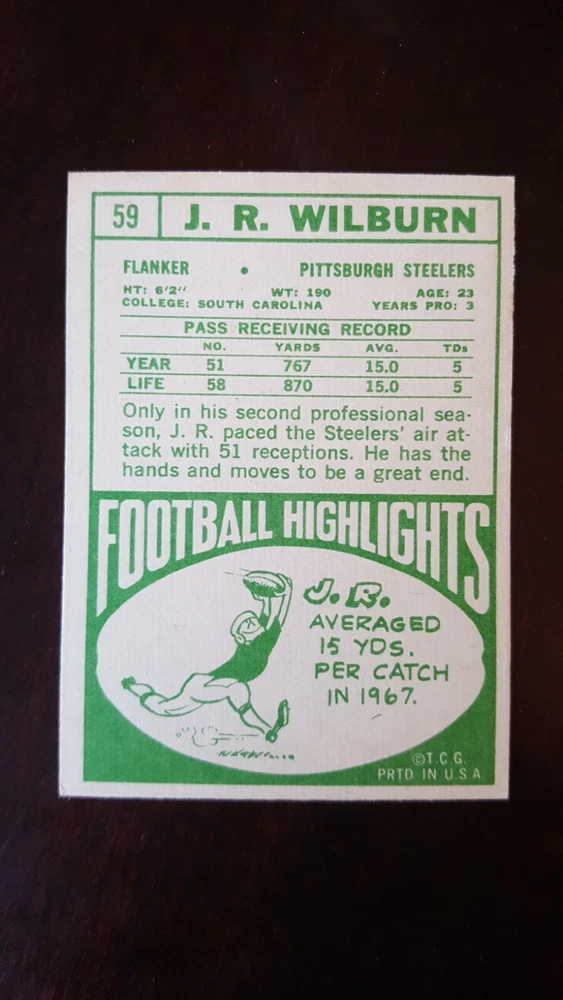 59 J. R. WILBURN
FLANKER • PITTSBURGH STEELERS
HT: 6'2" WT: 190 AGE: 23
COLLEGE: SOUTH CAROLINA YEARS PRO: 3
PASS RECEIVING RECORD
NO. YARDS AVG. TDs
YEAR 51 767 15.0 5
LIFE 58 870 15.0 5
Only in his second professional sea-
son, J. R. paced the Steelers' air at-
tack with 51 receptions. He has the
hands and moves to be a great end.
FOOTBALL HIGHLIGHTS
J.R.
AVERAGED
15 YDS.
PER CATCH
IN 1967.
©T.C.G.
PRTD IN U.S.A.